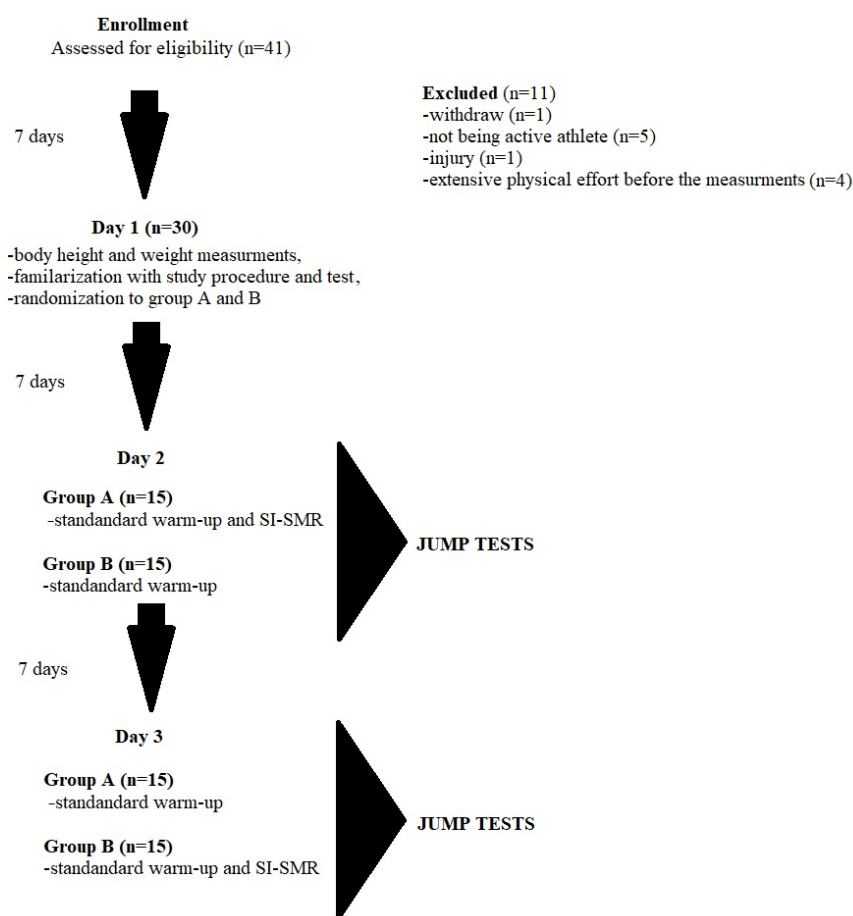 Enrollment
Assessed for eligibility (n=41)
Excluded (n=11)
-withdraw (n=1)
-not being active athlete (n=5)
-injury (n=1)
-extensive physical effort before the measurments (n=4)
7 days
Day 1 (n=30)
-body height and weight measurments,
-familarization with study procedure and test,
-randomization to group A and B
7 days
Day 2
Group A (n=15)
-standandard warm-up and SI-SMR
Group B (n=15)
-standandard warm-up
JUMP TESTS
7 days
Day 3
Group A (n=15)
-standandard warm-up
Group B (n=15)
-standandard warm-up and SI-SMR
JUMP TESTS